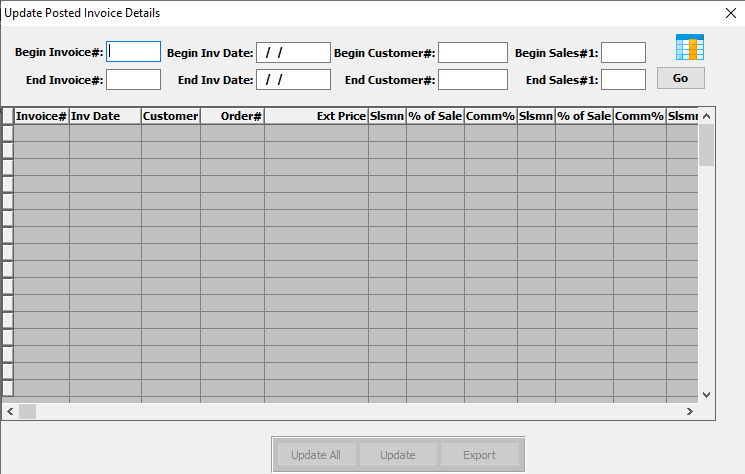 Update Posted Invoice Details
Begin Invoice#: Begin Inv Date: / / Begin Customer#: Begin Sales#1:
End Invoice#: End Inv Date: / / End Customer#: End Sales#1: Go
Invoice# Inv Date Customer Order# Ext Price Slsmn % of Sale Comm% Slsmn % of Sale Comm% Slsmn
Update All Update Export